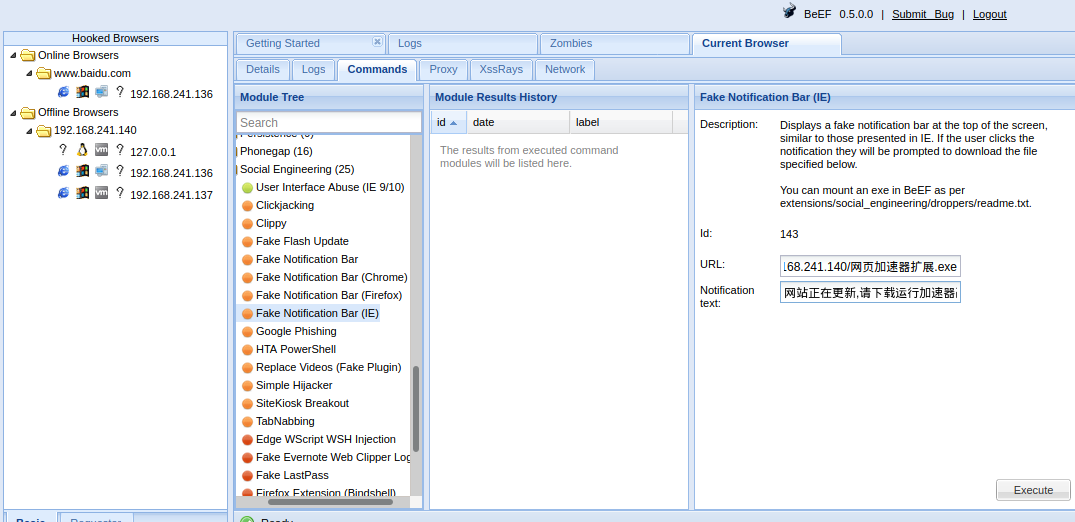 BeEF 0.5.0.0 | Submit Bug | Logout
Hooked Browsers
Online Browsers
www.baidu.com
192.168.241.136
Offline Browsers
192.168.241.140
? 127.0.0.1
? 192.168.241.136
? 192.168.241.137
Basic
Requester
Getting Started
Logs
Zombies
Current Browser
Details
Logs
Commands
Proxy
XssRays
Network
Module Tree
Search
Phonegap (16)
Social Engineering (25)
User Interface Abuse (IE 9/10)
Clickjacking
Clippy
Fake Flash Update
Fake Notification Bar
Fake Notification Bar (Chrome)
Fake Notification Bar (Firefox)
Fake Notification Bar (IE)
Google Phishing
HTA PowerShell
Replace Videos (Fake Plugin)
Simple Hijacker
SiteKiosk Breakout
TabNabbing
Edge WScript WSH Injection
Fake Evernote Web Clipper Log
Fake LastPass
Firefox Extension (Bindshell)
Module Results History
id
date
label
The results from executed command
modules will be listed here.
Fake Notification Bar (IE)
Description:
Displays a fake notification bar at the top of the screen,
similar to those presented in IE. If the user clicks the
notification they will be prompted to download the file
specified below.
You can mount an exe in BeEF as per
extensions/social_engineering/droppers/readme.txt.
Id:
143
URL:
68.241.140/网页加速器扩展.exe
Notification
text:
网站正在更新,请下载运行加速器
Execute
Ready